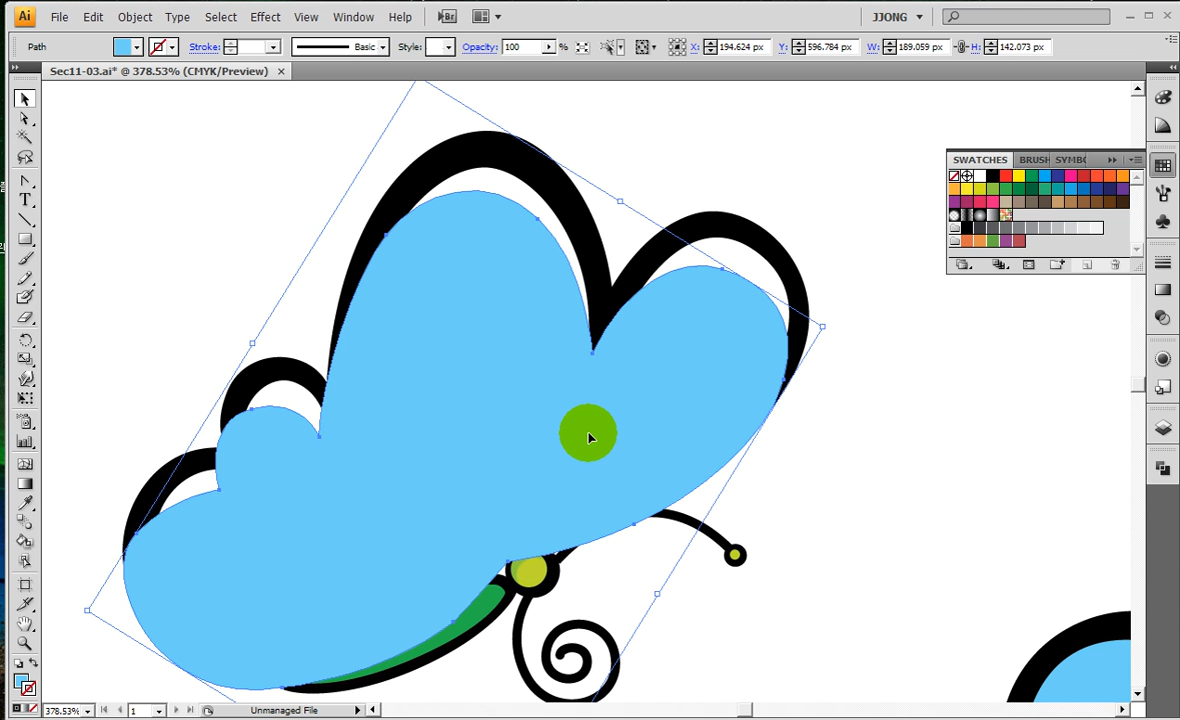 Ai File Edit Object Type Select Effect View Window Help Br JJONG
Path Stroke: Basic Style: Opacity: 100 % X: 194.624 px Y: 596.784 px W: 189.059 px H: 142.073 px
Sec11-03.ai* @ 378.53% (CMYK/Preview) ×
SWATCHES BRUSH SYMBO
T
378.53% 1 Unmanaged File